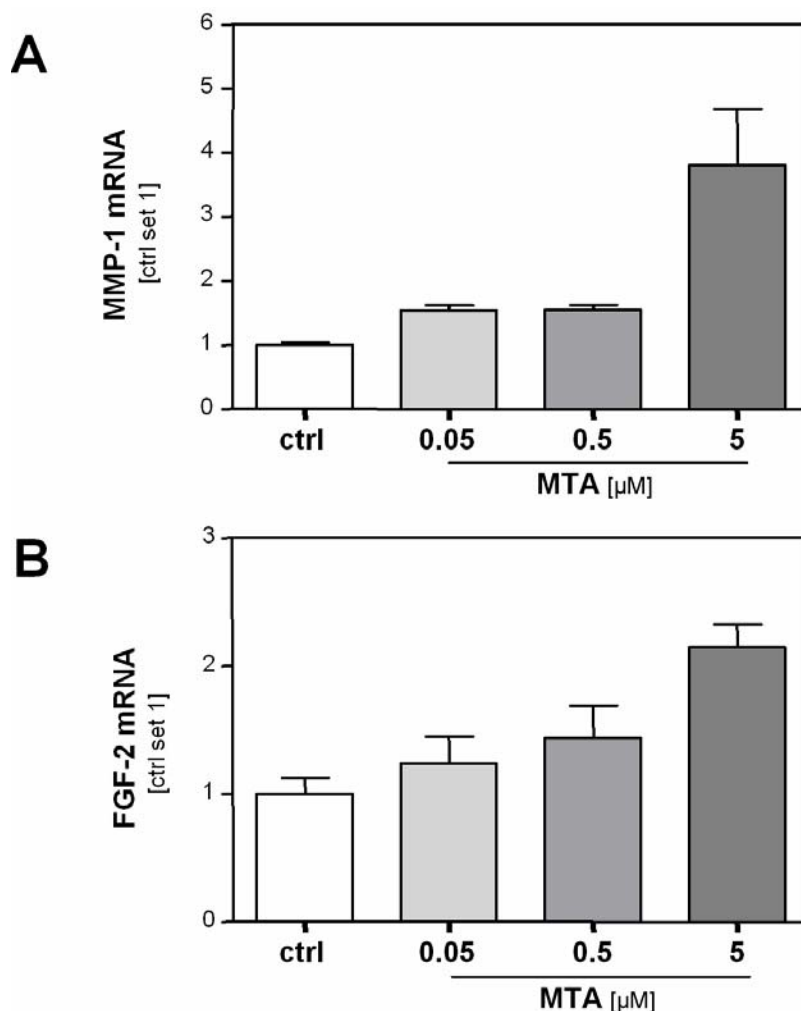 A
MMP-1 mRNA
[ctrl set 1]
6
5
4
3
2
1
0
ctrl 0.05 0.5 5
MTA [µM]
B
FGF-2 mRNA
[ctrl set 1]
3
2
1
0
ctrl 0.05 0.5 5
MTA [µM]